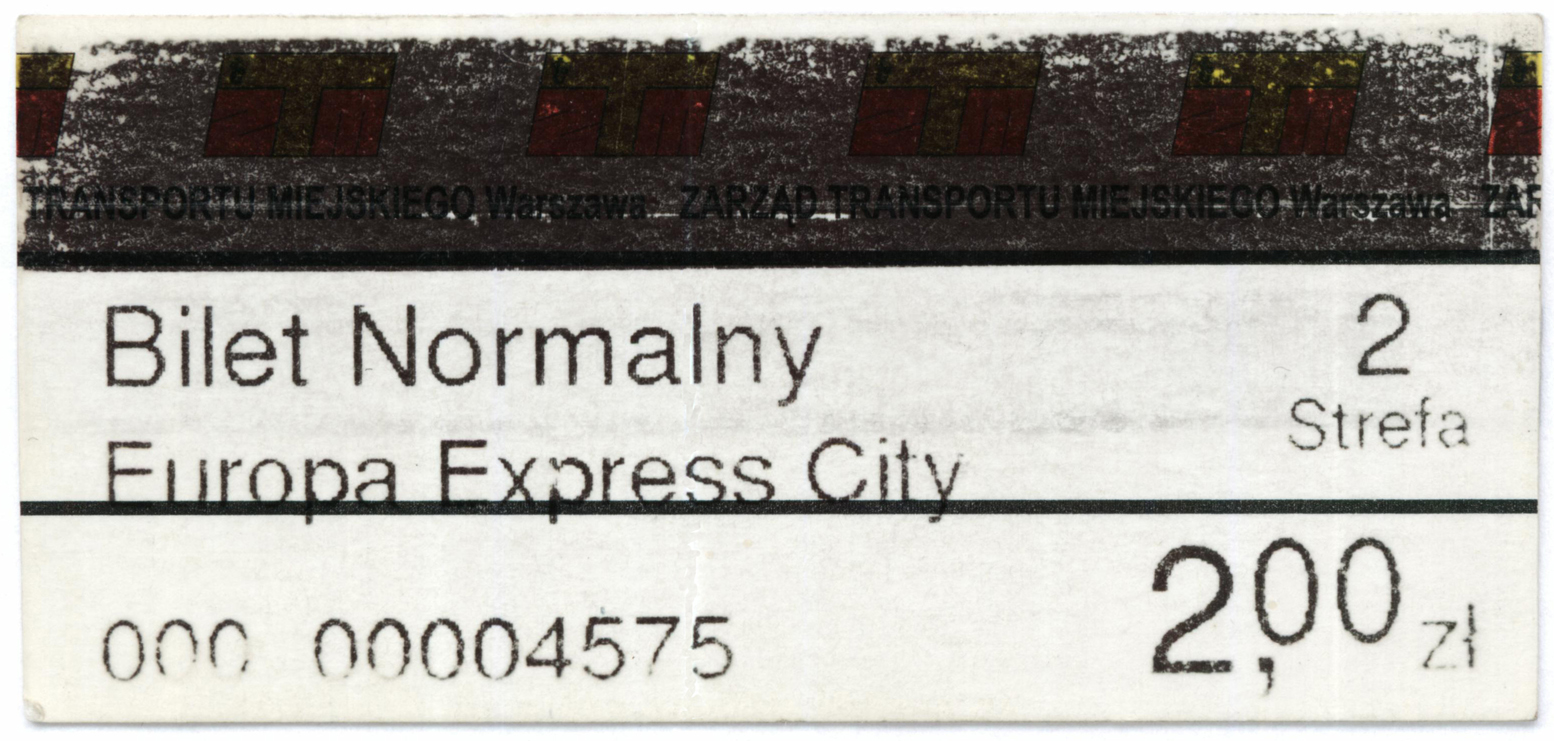 TRANSPORTU MIEJSKIEGO Warszawa ZARZĄD TRANSPORTU MIEJSKIEGO Warszawa ZAR
Bilet Normalny
2
Strefa
Europa Express City
2,00 zł
000 00004575